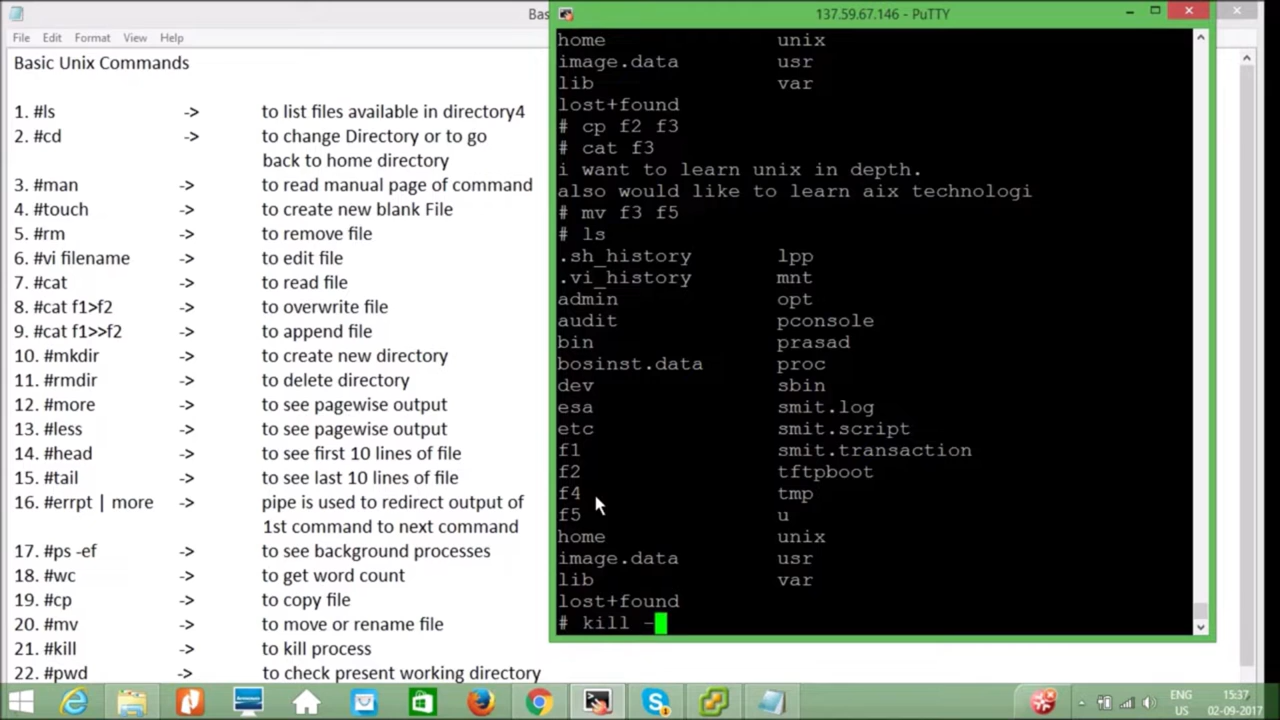 Bas
File Edit Format View Help
Basic Unix Commands
1. #ls -> to list files available in directory4
2. #cd -> to change Directory or to go
back to home directory
3. #man -> to read manual page of command
4. #touch -> to create new blank File
5. #rm -> to remove file
6. #vi filename -> to edit file
7. #cat -> to read file
8. #cat f1>f2 -> to overwrite file
9. #cat f1>>f2 -> to append file
10. #mkdir -> to create new directory
11. #rmdir -> to delete directory
12. #more -> to see pagewise output
13. #less -> to see pagewise output
14. #head -> to see first 10 lines of file
15. #tail -> to see last 10 lines of file
16. #errpt | more -> pipe is used to redirect output of
1st command to next command
17. #ps -ef -> to see background processes
18. #wc -> to get word count
19. #cp -> to copy file
20. #mv -> to move or rename file
21. #kill -> to kill process
22. #pwd -> to check present working directory
137.59.67.146 - PuTTY
home unix
image.data usr
lib var
lost+found
# cp f2 f3
# cat f3
i want to learn unix in depth.
also would like to learn aix technologi
# mv f3 f5
# ls
.sh_history lpp
.vi_history mnt
admin opt
audit pconsole
bin prasad
bosinst.data proc
dev sbin
esa smit.log
etc smit.script
f1 smit.transaction
f2 tftpboot
f4 tmp
f5 u
home unix
image.data usr
lib var
lost+found
# kill -
ENG
US
15:37
02-09-2017